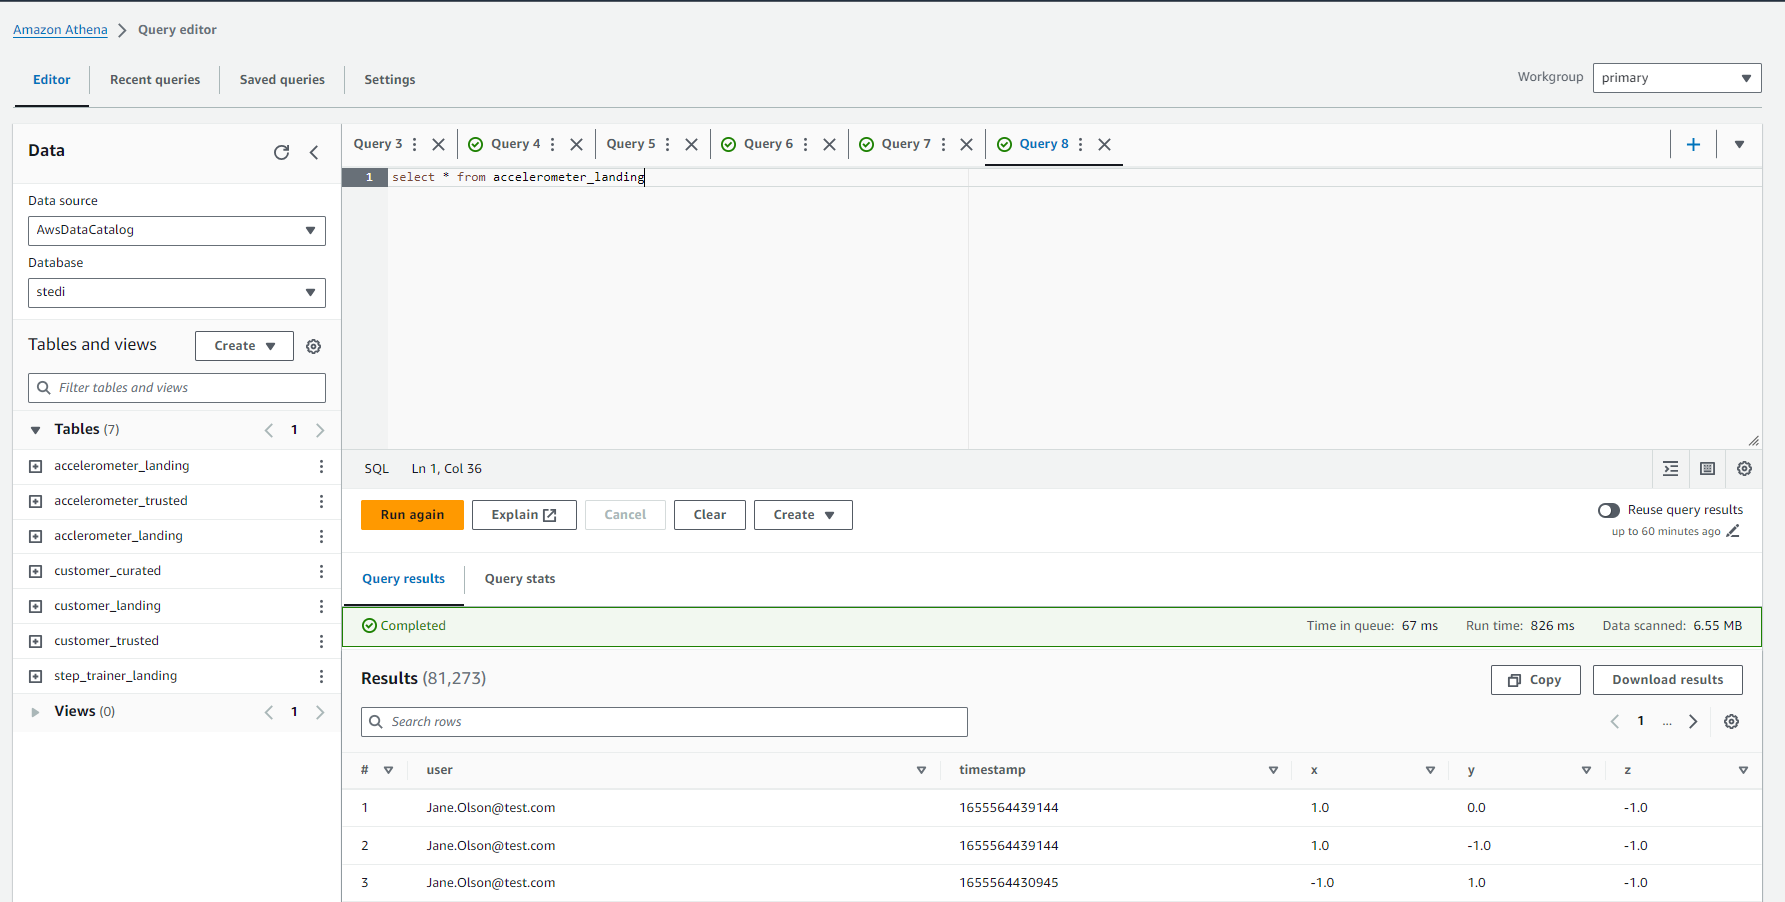 Amazon Athena > Query editor
Editor Recent queries Saved queries Settings
Workgroup primary
Data
Data source
AwsDataCatalog
Database
stedi
Tables and views Create
Filter tables and views
Tables (7) 1
accelerometer_landing
accelerometer_trusted
acclerometer_landing
customer_curated
customer_landing
customer_trusted
step_trainer_landing
Views (0) 1
Query 3 Query 4 Query 5 Query 6 Query 7 Query 8
1 select * from accelerometer_landing
SQL Ln 1, Col 36
Run again Explain Cancel Clear Create
Reuse query results
up to 60 minutes ago
Query results Query stats
Completed Time in queue: 67 ms Run time: 826 ms Data scanned: 6.55 MB
Results (81,273) Copy Download results
Search rows 1 ...
# user timestamp x y z
1 Jane.Olson@test.com 1655564439144 1.0 0.0 -1.0
2 Jane.Olson@test.com 1655564439144 1.0 -1.0 -1.0
3 Jane.Olson@test.com 1655564430945 -1.0 1.0 -1.0